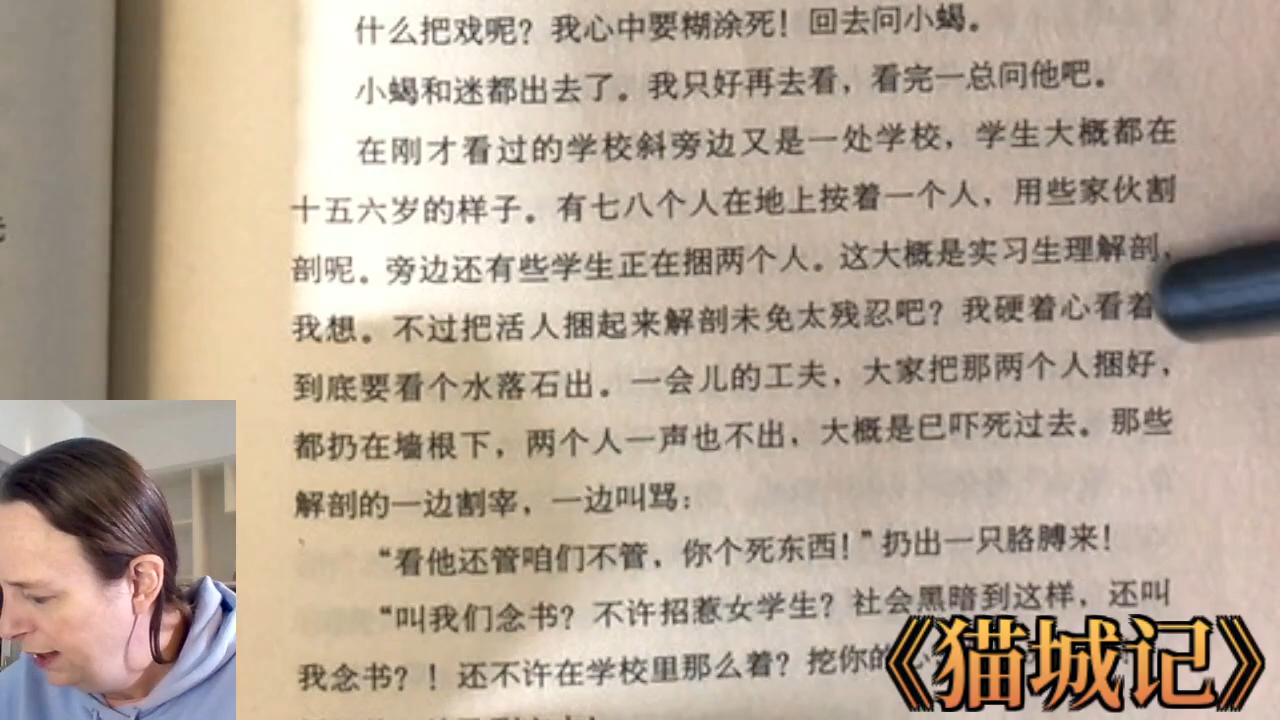 什么把戏呢？我心中要糊涂死！回去问小蝎。
小蝎和迷都出去了。我只好再去看，看完一总问他吧。
在刚才看过的学校斜旁边又是一处学校，学生大概都在
十五六岁的样子。有七八个人在地上按着一个人，用些家伙割
剖呢。旁边还有些学生正在捆两个人。这大概是实习生理解剖，
我想。不过把活人捆起来解剖未免太残忍吧？我硬着心看着，
到底要看个水落石出。一会儿的工夫，大家把那两个人捆好，
都扔在墙根下，两个人一声也不出，大概是已吓死过去。那些
解剖的一边割宰，一边叫骂：
“看他还管咱们不管，你个死东西！”扔出一只胳膊来！
“叫我们念书？不许招惹女学生？社会黑暗到这样，还叫
我念书？！还不许在学校里那么着？挖你的
《猫城记》